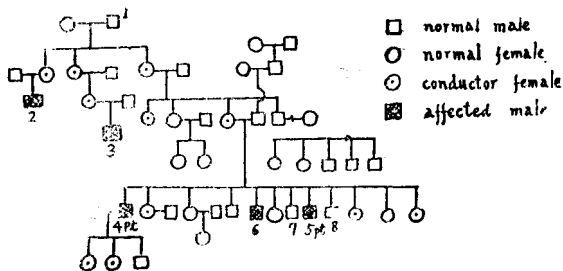 1
normal male
normal female
conductor female
affected male
2
3
4pt
6
7
5pt
8